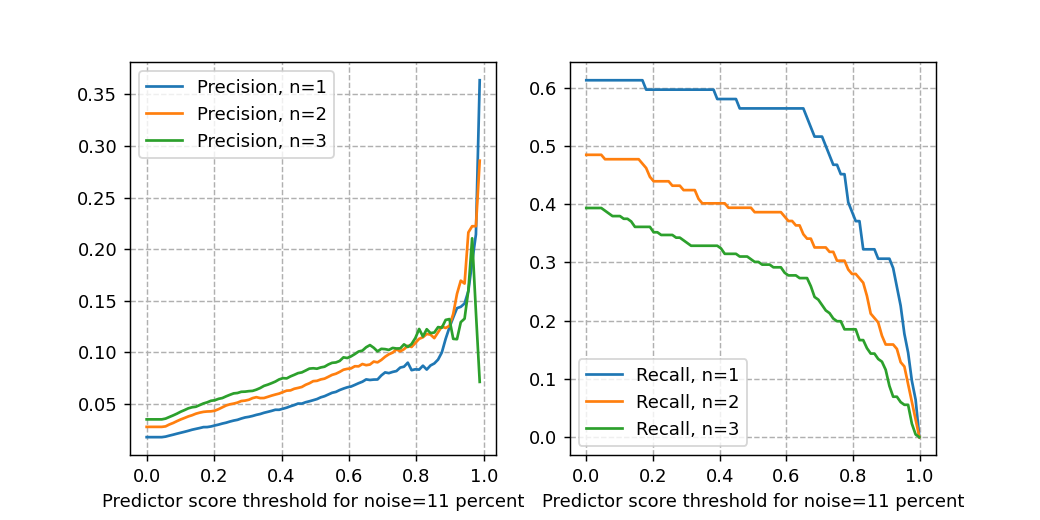 Precision, n=1
Precision, n=2
Precision, n=3
0.35
0.30
0.25
0.20
0.15
0.10
0.05
0.0 0.2 0.4 0.6 0.8 1.0
Predictor score threshold for noise=11 percent
0.6
0.5
0.4
0.3
0.2
0.1
0.0
Recall, n=1
Recall, n=2
Recall, n=3
0.0 0.2 0.4 0.6 0.8 1.0
Predictor score threshold for noise=11 percent